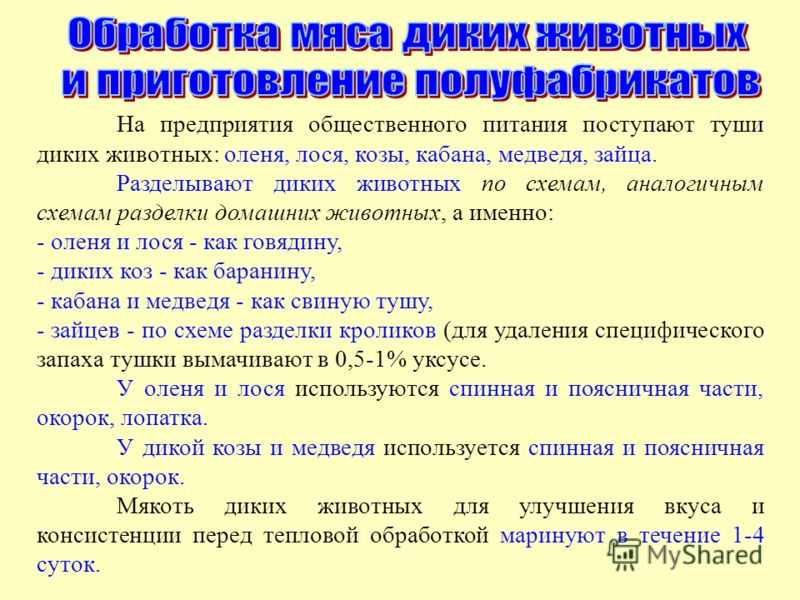 Обработка мяса диких животных
и приготовление полуфабрикатов
На предприятия общественного питания поступают туши
диких животных: оленя, лося, козы, кабана, медведя, зайца.
Разделывают диких животных по схемам, аналогичным
схемам разделки домашних животных, а именно:
- оленя и лося - как говядину,
- диких коз - как баранину,
- кабана и медведя - как свиную тушу,
- зайцев - по схеме разделки кроликов (для удаления специфического
запаха тушки вымачивают в 0,5-1% уксусе.
У оленя и лося используются спинная и поясничная части,
окорок, лопатка.
У дикой козы и медведя используется спинная и поясничная
части, окорок.
Мякоть диких животных для улучшения вкуса и
консистенции перед тепловой обработкой маринуют в течение 1-4
суток.
MyShared